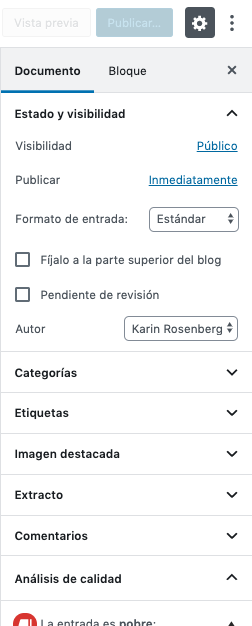 Vista previa Publicar...
Documento Bloque
Estado y visibilidad
Visibilidad Público
Publicar Inmediatamente
Formato de entrada: Estándar
Fíjalo a la parte superior del blog
Pendiente de revisión
Autor Karin Rosenberg
Categorías
Etiquetas
Imagen destacada
Extracto
Comentarios
Análisis de calidad
La entrada es pobre: